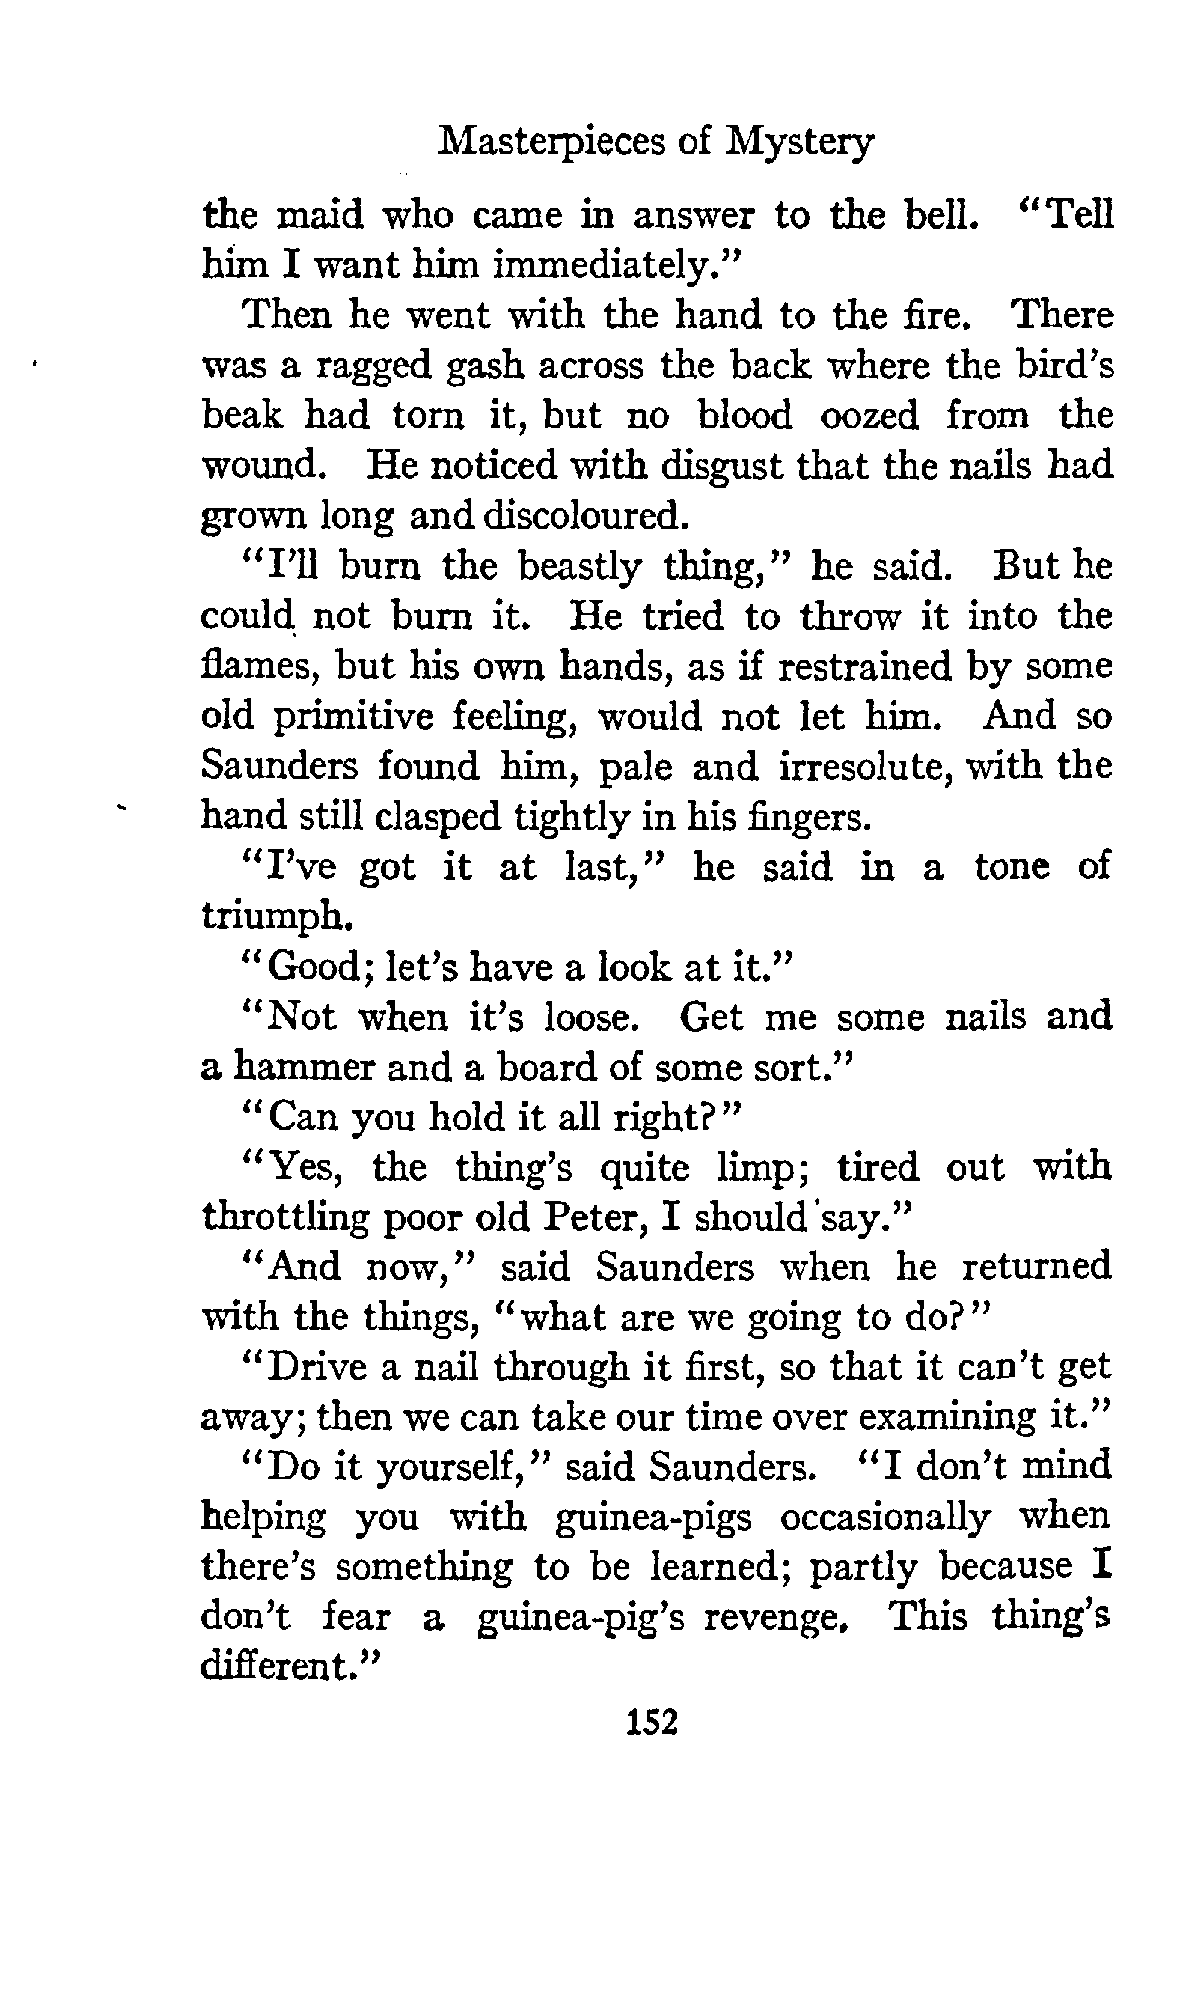 Masterpieces of Mystery
the maid who came in answer to the bell. "Tell
him I want him immediately."
Then he went with the hand to the fire. There
was a ragged gash across the back where the bird's
beak had torn it, but no blood oozed from the
wound. He noticed with disgust that the nails had
grown long and discoloured.
"I'll burn the beastly thing," he said. But he
could not burn it. He tried to throw it into the
flames, but his own hands, as if restrained by some
old primitive feeling, would not let him. And so
Saunders found him, pale and irresolute, with the
hand still clasped tightly in his fingers.
"I've got it at last," he said in a tone of
triumph.
"Good; let's have a look at it."
"Not when it's loose. Get me some nails and
a hammer and a board of some sort."
"Can you hold it all right?"
"Yes, the thing's quite limp; tired out with
throttling poor old Peter, I should say."
"And now," said Saunders when he returned
with the things, "what are we going to do?"
"Drive a nail through it first, so that it can't get
away; then we can take our time over examining it."
"Do it yourself," said Saunders. "I don't mind
helping you with guinea-pigs occasionally when
there's something to be learned; partly because I
don't fear a guinea-pig's revenge. This thing's
different."
152